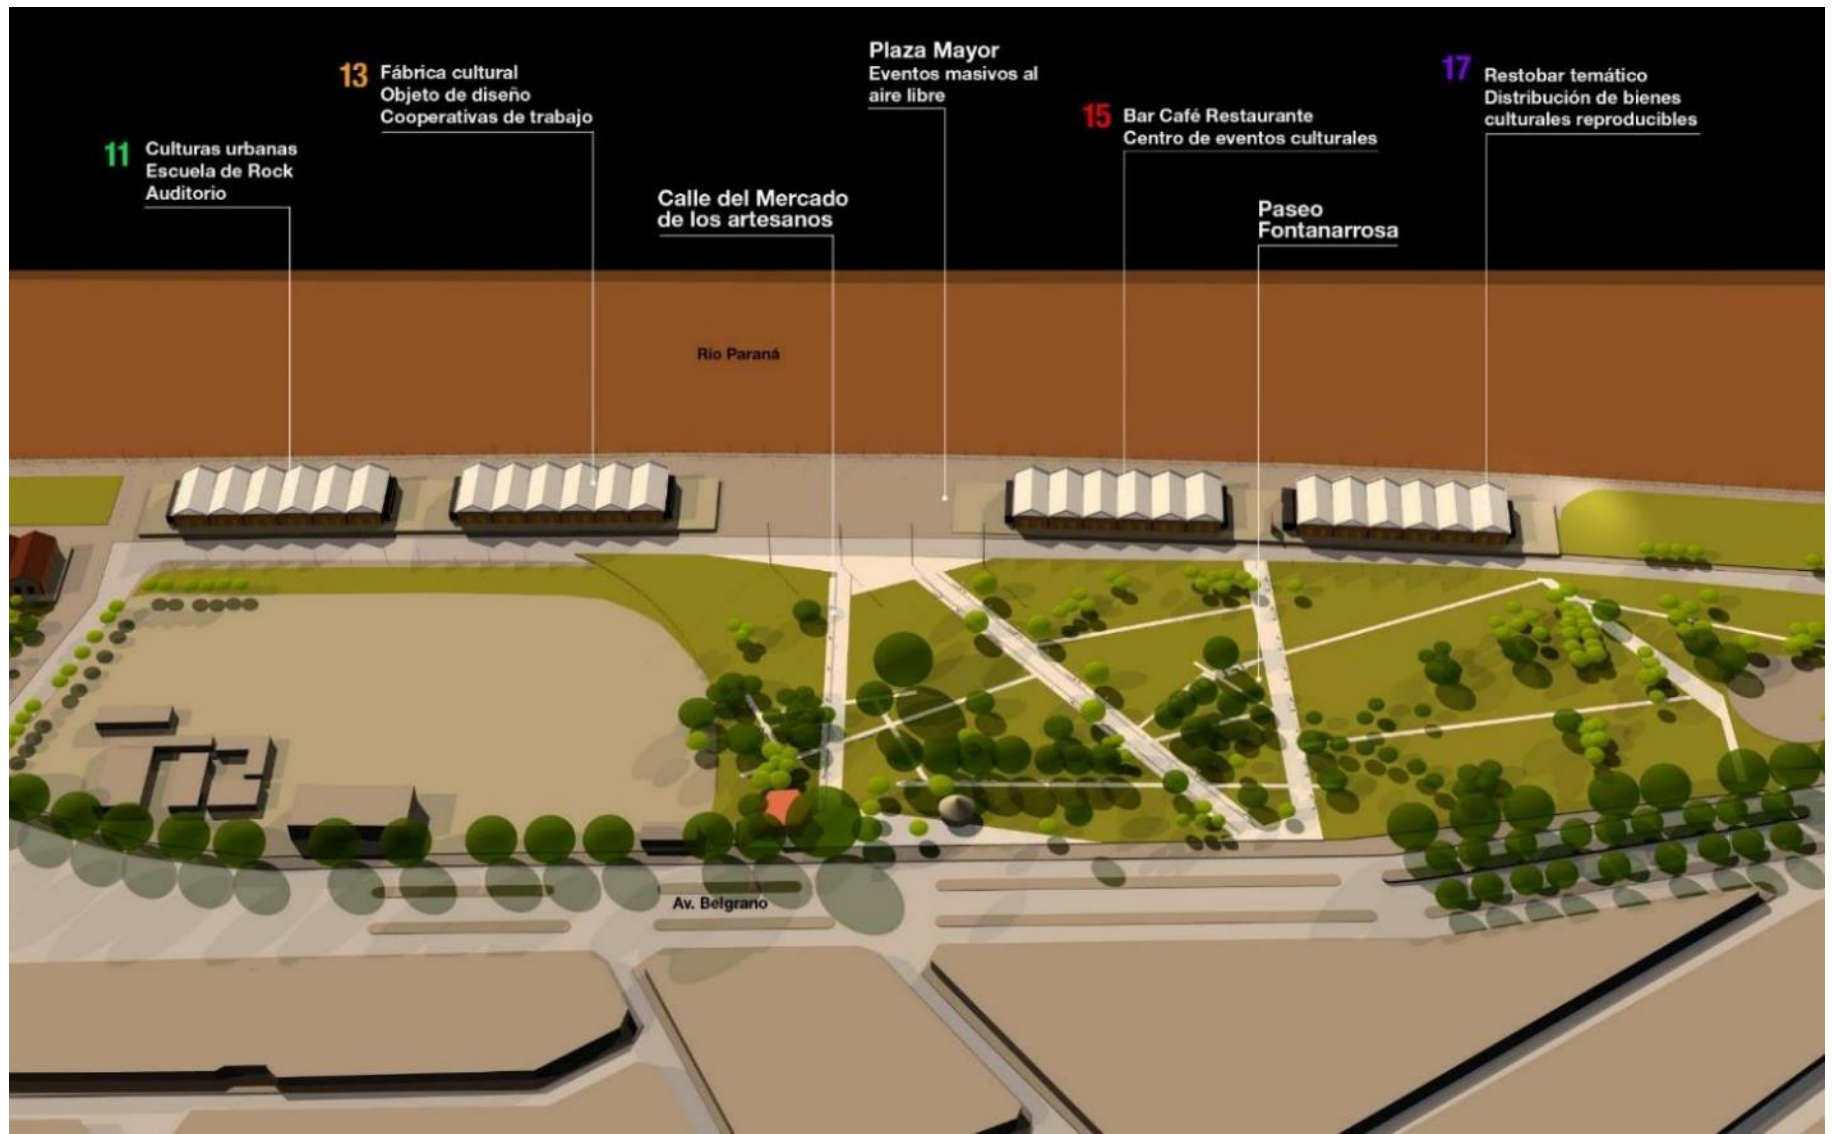 11 Culturas urbanas
Escuela de Rock
Auditorio
13 Fábrica cultural
Objeto de diseño
Cooperativas de trabajo
Calle del Mercado
de los artesanos
Plaza Mayor
Eventos masivos al
aire libre
15 Bar Café Restaurante
Centro de eventos culturales
Paseo
Fontanarrosa
17 Restobar temático
Distribución de bienes
culturales reproducibles
Río Paraná
Av. Belgrano